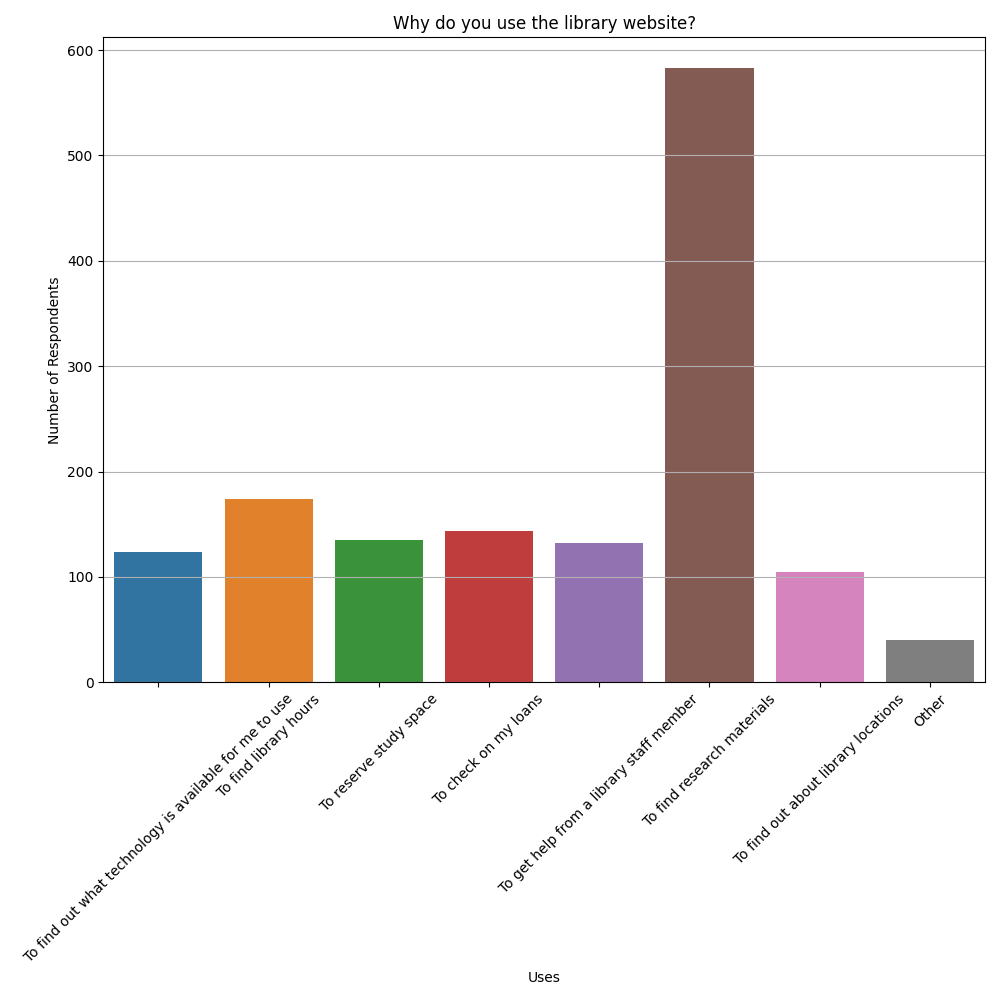 Why do you use the library website?
Number of Respondents
600
500
400
300
200
100
0
To find out what technology is available for me to use
To find library hours
To reserve study space
To check on my loans
To get help from a library staff member
To find research materials
To find out about library locations
Other
Uses